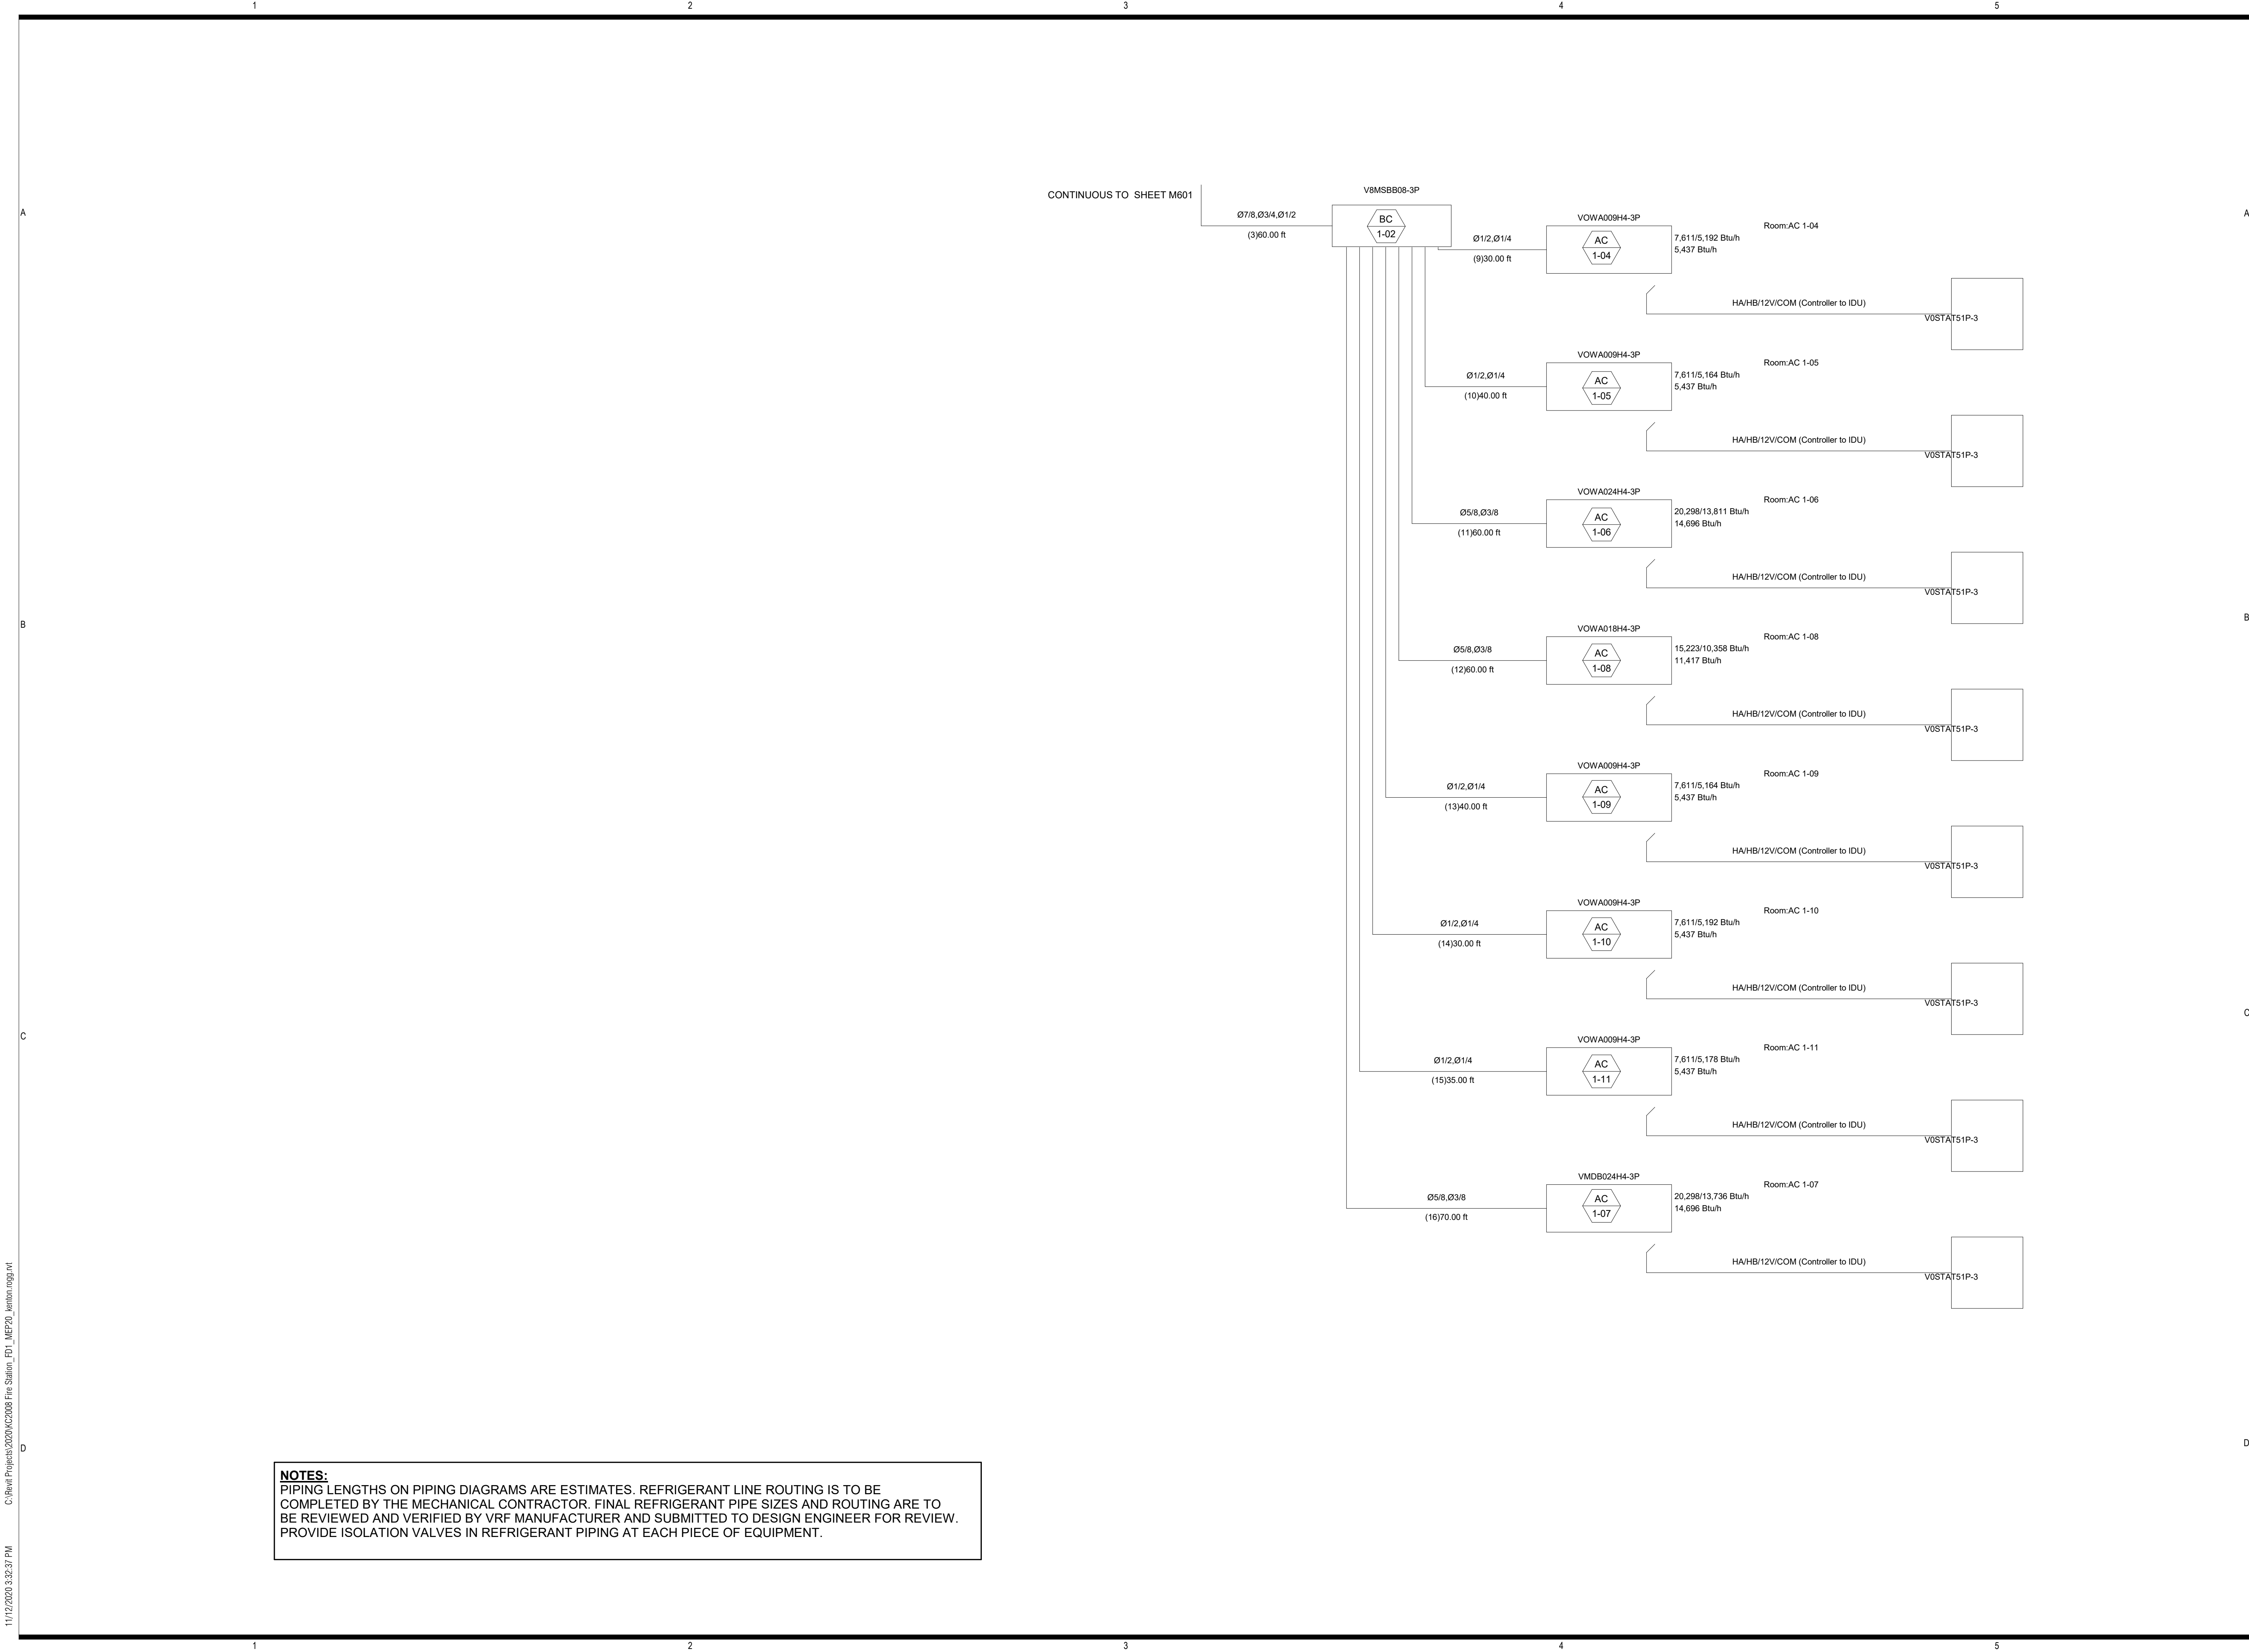 1 2 3 4 5
A A
CONTINUOUS TO SHEET M601
Ø7/8,Ø3/4,Ø1/2
(3)60.00 ft
V8MSBB08-3P
BC
1-02
Ø1/2,Ø1/4
(9)30.00 ft
VOWA009H4-3P
AC
1-04
7,611/5,192 Btu/h
5,437 Btu/h
Room:AC 1-04
HA/HB/12V/COM (Controller to IDU)
V0STAT51P-3
Ø1/2,Ø1/4
(10)40.00 ft
VOWA009H4-3P
AC
1-05
7,611/5,164 Btu/h
5,437 Btu/h
Room:AC 1-05
HA/HB/12V/COM (Controller to IDU)
V0STAT51P-3
Ø5/8,Ø3/8
(11)60.00 ft
VOWA024H4-3P
AC
1-06
20,298/13,811 Btu/h
14,696 Btu/h
Room:AC 1-06
HA/HB/12V/COM (Controller to IDU)
V0STAT51P-3
B B
Ø5/8,Ø3/8
(12)60.00 ft
VOWA018H4-3P
AC
1-08
15,223/10,358 Btu/h
11,417 Btu/h
Room:AC 1-08
HA/HB/12V/COM (Controller to IDU)
V0STAT51P-3
Ø1/2,Ø1/4
(13)40.00 ft
VOWA009H4-3P
AC
1-09
7,611/5,164 Btu/h
5,437 Btu/h
Room:AC 1-09
HA/HB/12V/COM (Controller to IDU)
V0STAT51P-3
Ø1/2,Ø1/4
(14)30.00 ft
VOWA009H4-3P
AC
1-10
7,611/5,192 Btu/h
5,437 Btu/h
Room:AC 1-10
HA/HB/12V/COM (Controller to IDU)
V0STAT51P-3
C C
Ø1/2,Ø1/4
(15)35.00 ft
VOWA009H4-3P
AC
1-11
7,611/5,178 Btu/h
5,437 Btu/h
Room:AC 1-11
HA/HB/12V/COM (Controller to IDU)
V0STAT51P-3
Ø5/8,Ø3/8
(16)70.00 ft
VMDB024H4-3P
AC
1-07
20,298/13,736 Btu/h
14,696 Btu/h
Room:AC 1-07
HA/HB/12V/COM (Controller to IDU)
V0STAT51P-3
D D
NOTES:
PIPING LENGTHS ON PIPING DIAGRAMS ARE ESTIMATES. REFRIGERANT LINE ROUTING IS TO BE
COMPLETED BY THE MECHANICAL CONTRACTOR. FINAL REFRIGERANT PIPE SIZES AND ROUTING ARE TO
BE REVIEWED AND VERIFIED BY VRF MANUFACTURER AND SUBMITTED TO DESIGN ENGINEER FOR REVIEW.
PROVIDE ISOLATION VALVES IN REFRIGERANT PIPING AT EACH PIECE OF EQUIPMENT.
11/12/2020 3:32:37 PM C:\Revit Projects\2020\KC2008 Fire Station_FD1_MEP20_kenton.rogg.rvt
1 2 3 4 5